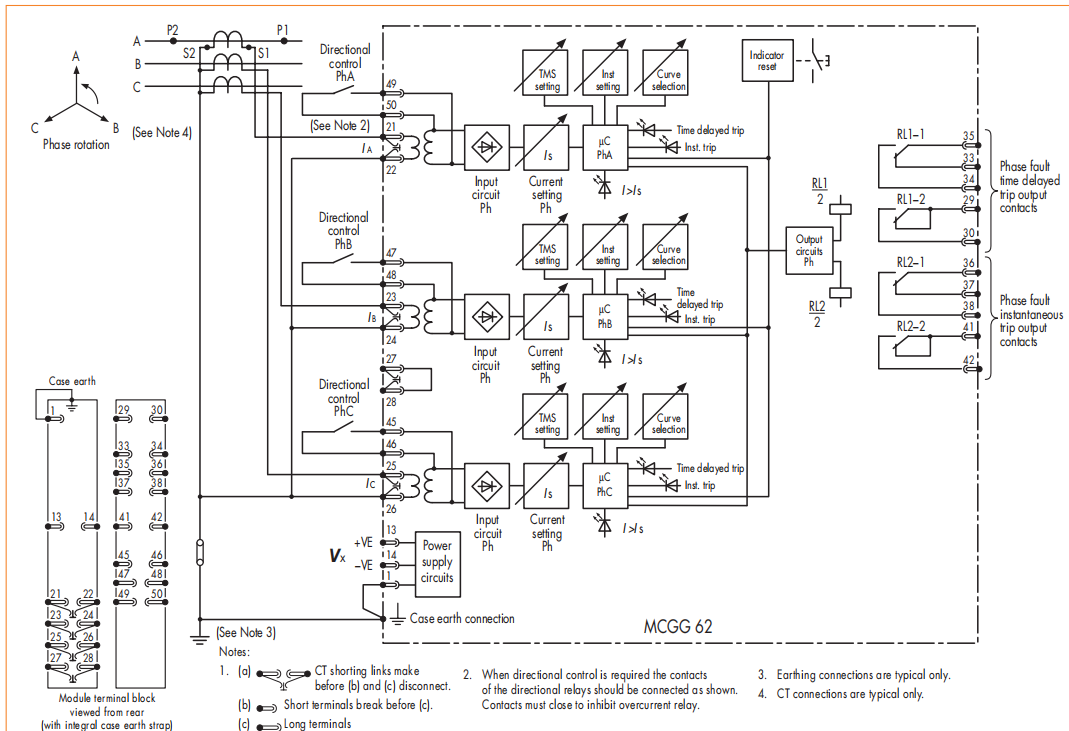 A
P2
P1
S2
S1
B
C
A
C
B
Phase rotation
(See Note 4)
Directional
control
PhA
49
50
(See Note 2)
21
IA
22
Input
circuit
Ph
Is
Current
setting
Ph
TMS
setting
Inst
setting
Curve
selection
µC
PhA
Time delayed trip
Inst. trip
I>Is
Indicator
reset
Directional
control
PhB
47
48
23
IB
24
27
28
Input
circuit
Ph
Is
Current
setting
Ph
TMS
setting
Inst
setting
Curve
selection
µC
PhB
Time
delayed trip
Inst. trip
I>Is
Directional
control
PhC
45
46
25
IC
26
Input
circuit
Ph
Is
Current
setting
Ph
TMS
setting
Inst
setting
Curve
selection
µC
PhC
Time delayed trip
Inst. trip
I>Is
RL1
2
Output
circuits
Ph
RL2
2
RL1-1
35
33
34
RL1-2
29
30
Phase fault
time delayed
trip output
contacts
RL2-1
36
37
38
RL2-2
41
42
Phase fault
instantaneous
trip output
contacts
Vx
+VE
13
-VE
14
1
Power
supply
circuits
Case earth connection
MCGG 62
Case earth
1
29 30
33 34
35 36
37 38
13 14
41 42
45 46
47 48
21 22
49 50
23 24
25 26
27 28
Module terminal block
viewed from rear
(with integral case earth strap)
(See Note 3)
Notes:
1. (a) CT shorting links make
before (b) and (c) disconnect.
(b) Short terminals break before (c).
(c) Long terminals
2. When directional control is required the contacts
of the directional relays should be connected as shown.
Contacts must close to inhibit overcurrent relay.
3. Earthing connections are typical only.
4. CT connections are typical only.